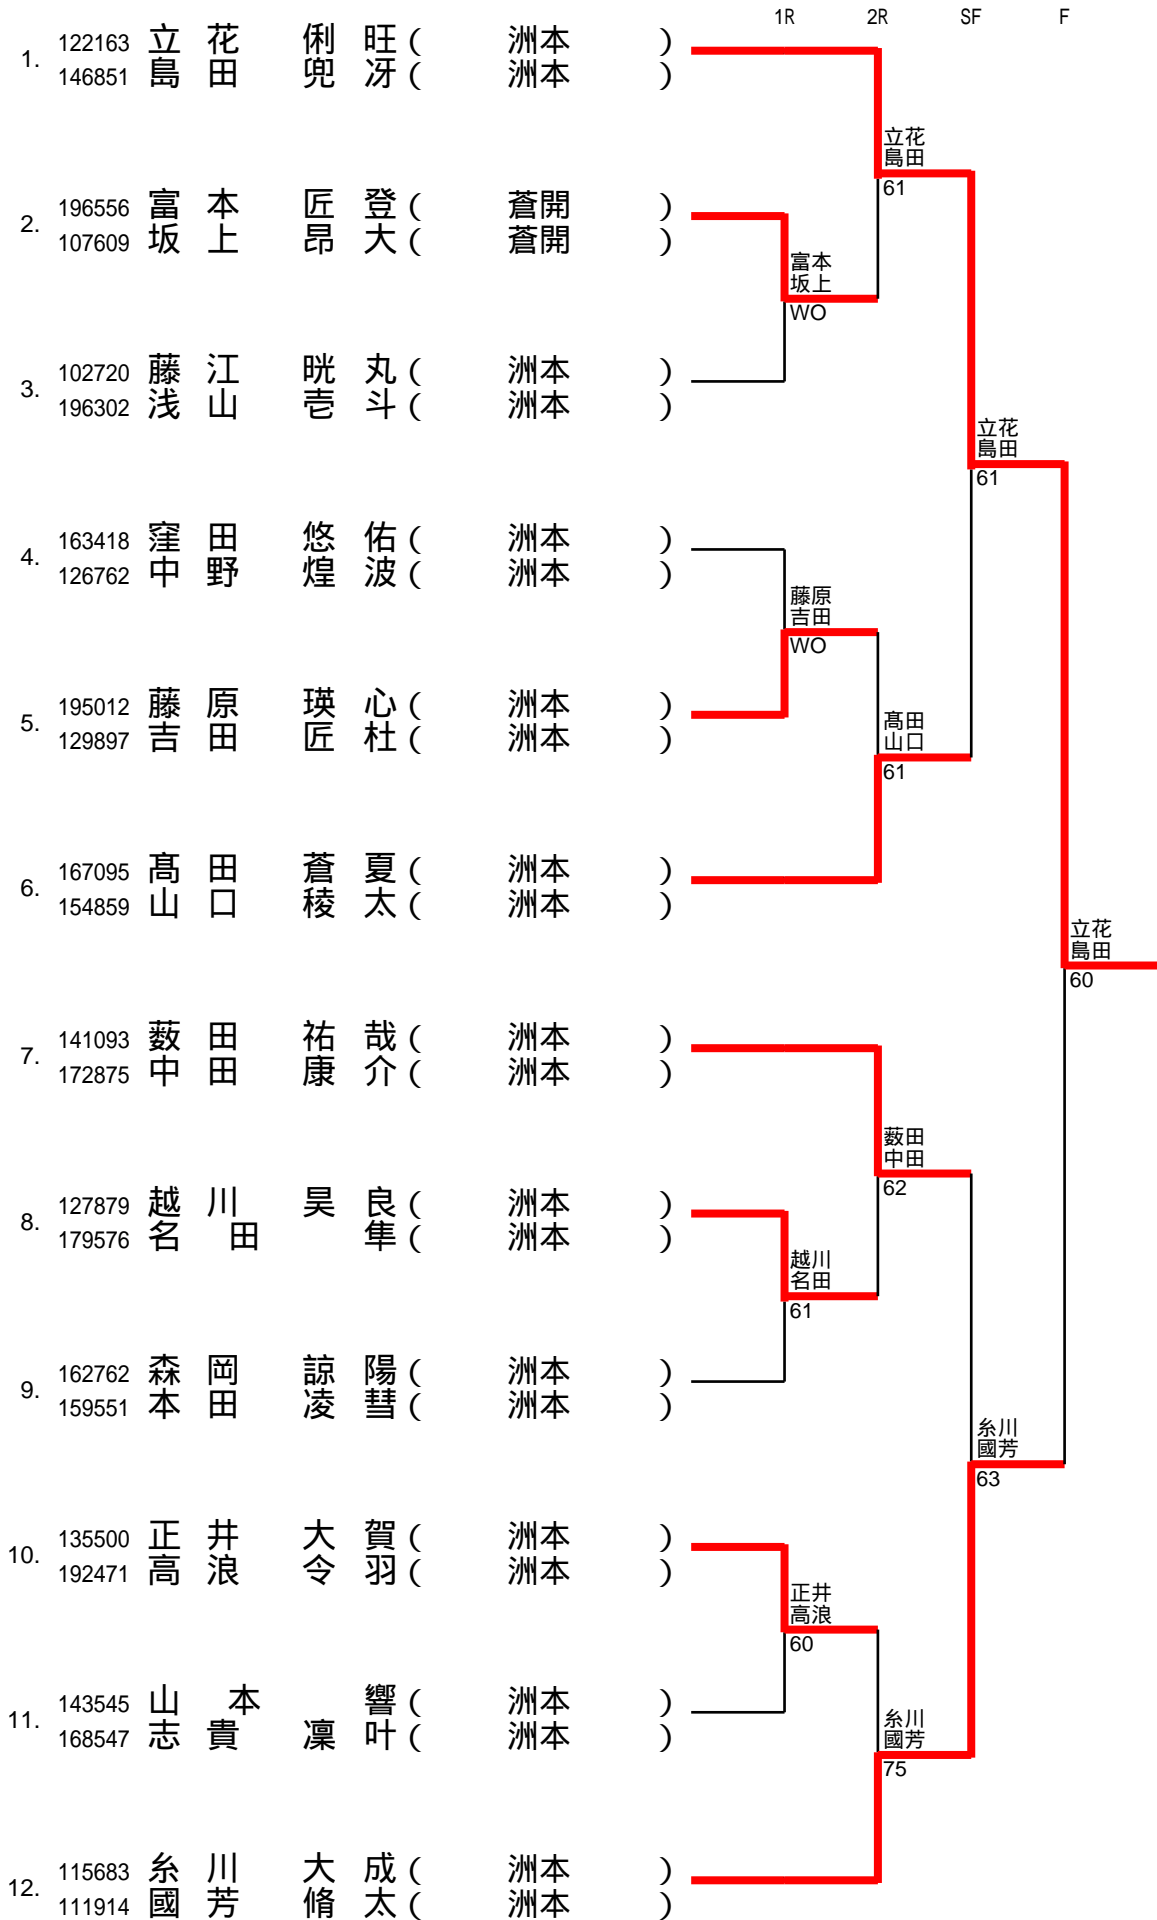 1R 2R SF F
1. 122163 立花 俐旺 ( 洲本 )
146851 島田 兜冴 ( 洲本 )
立花
島田
61
2. 196556 富本 匠登 ( 蒼開 )
107609 坂上 昂大 ( 蒼開 )
富本
坂上
WO
3. 102720 藤江 晄丸 ( 洲本 )
196302 浅山 壱斗 ( 洲本 )
立花
島田
61
4. 163418 窪田 悠佑 ( 洲本 )
126762 中野 煌波 ( 洲本 )
藤原
吉田
WO
5. 195012 藤原 瑛心 ( 洲本 )
129897 吉田 匠杜 ( 洲本 )
髙田
山口
61
6. 167095 髙田 蒼夏 ( 洲本 )
154859 山口 稜太 ( 洲本 )
立花
島田
60
7. 141093 薮田 祐哉 ( 洲本 )
172875 中田 康介 ( 洲本 )
薮田
中田
62
8. 127879 越川 昊良 ( 洲本 )
179576 名田 隼 ( 洲本 )
越川
名田
61
9. 162762 森岡 諒陽 ( 洲本 )
159551 本田 凌彗 ( 洲本 )
糸川
國芳
63
10. 135500 正井 大賀 ( 洲本 )
192471 高浪 令羽 ( 洲本 )
正井
高浪
60
11. 143545 山本 響 ( 洲本 )
168547 志貴 凜叶 ( 洲本 )
糸川
國芳
75
12. 115683 糸川 大成 ( 洲本 )
111914 國芳 脩太 ( 洲本 )